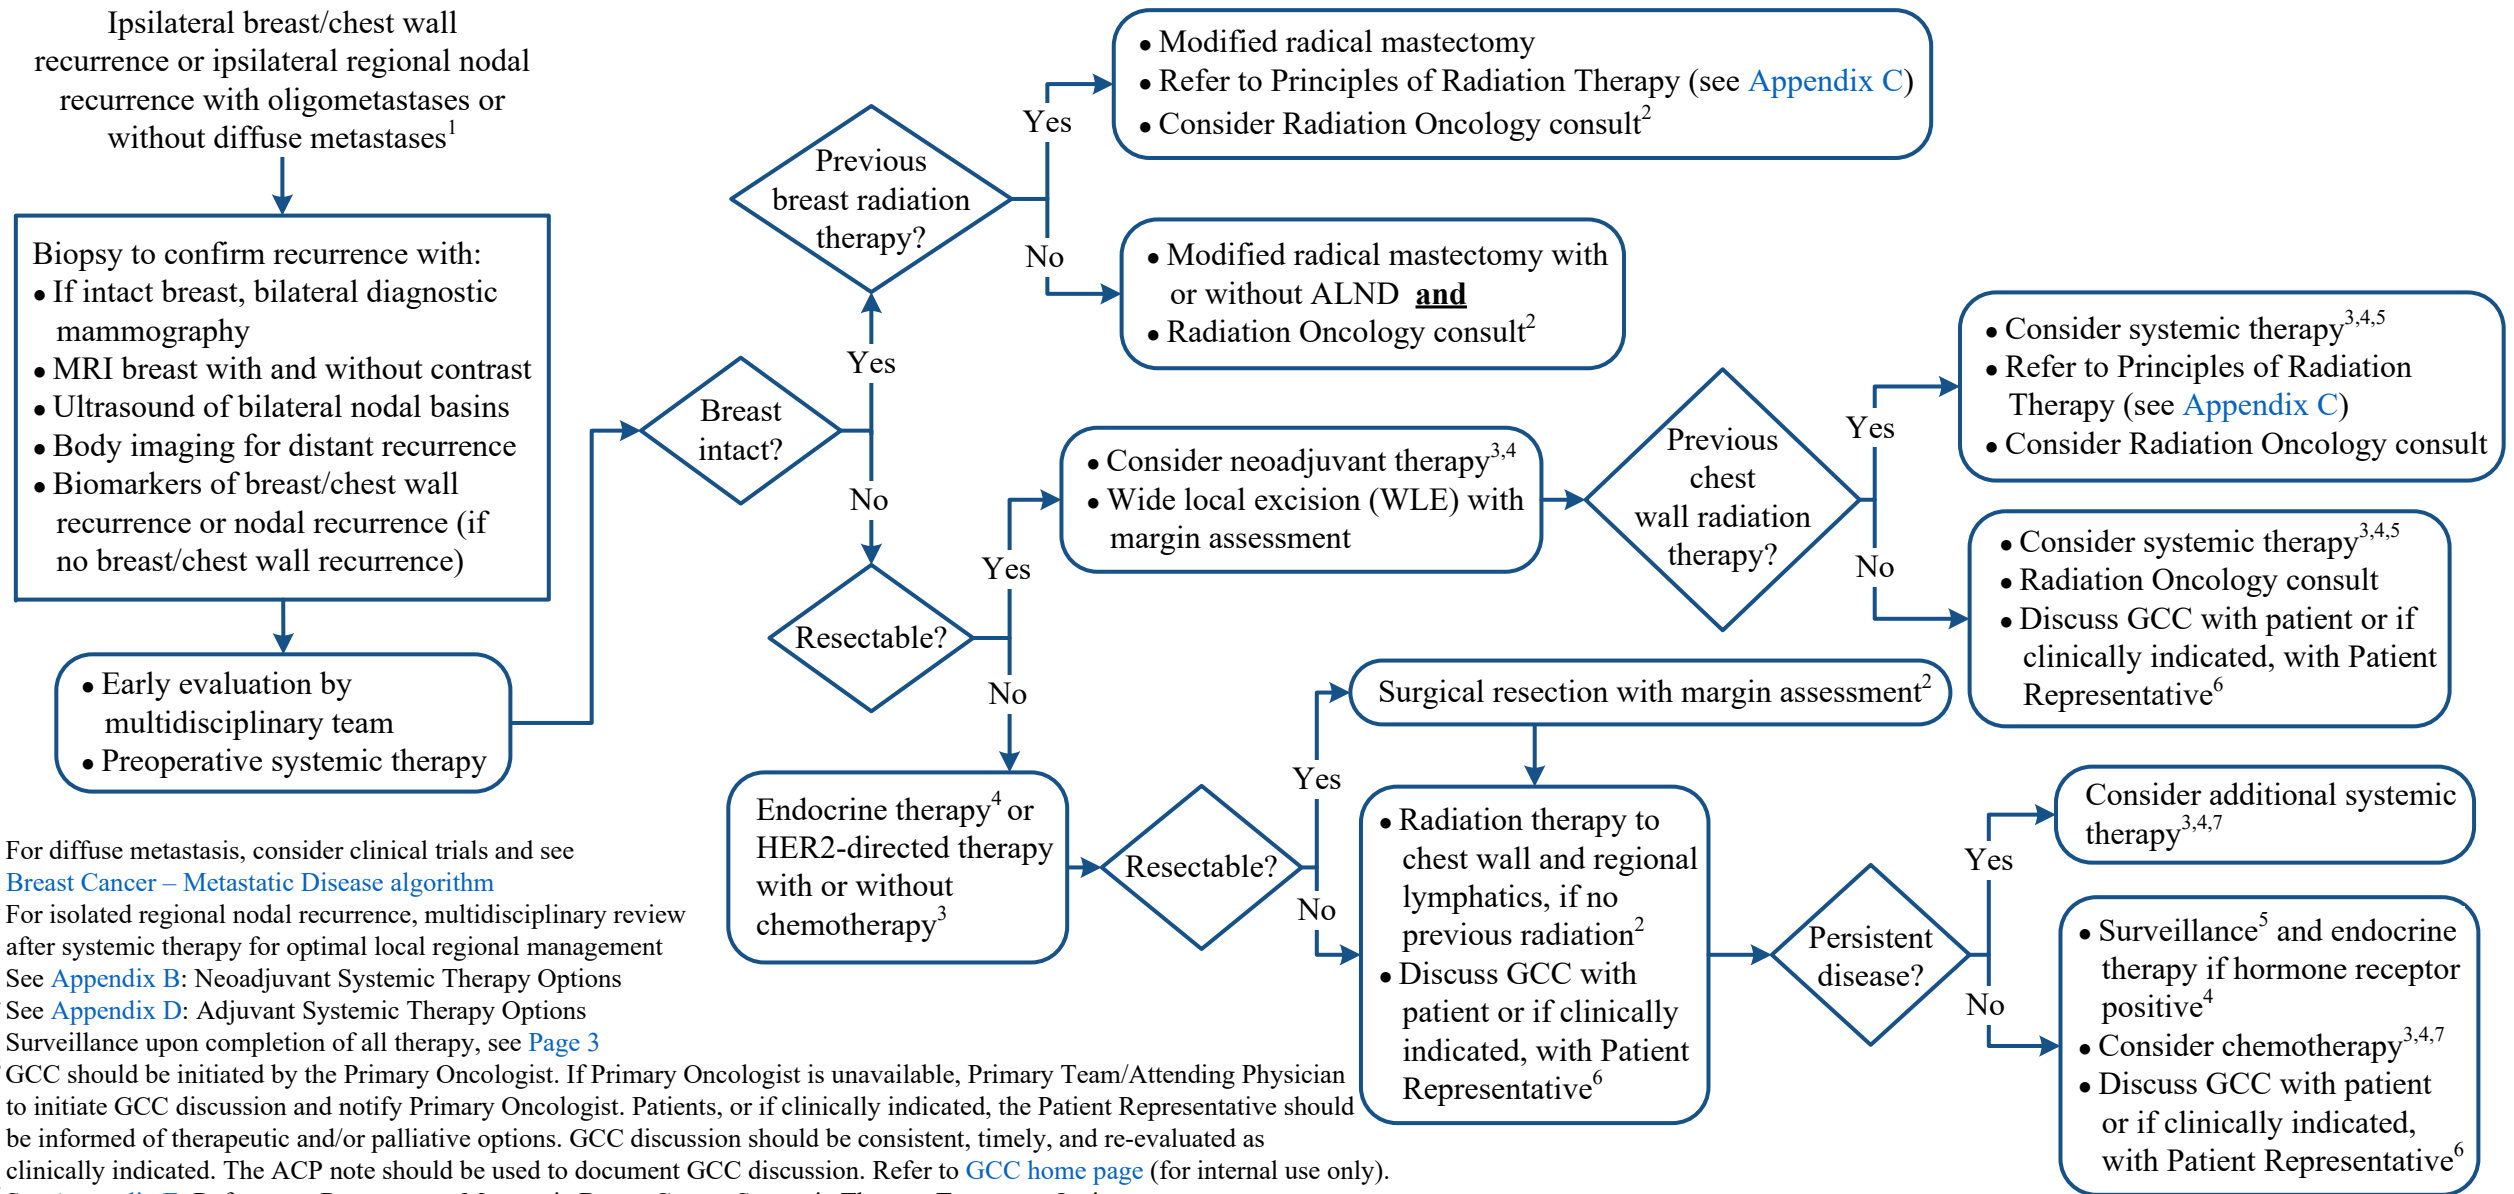 Ipsilateral breast/chest wall
recurrence or ipsilateral regional nodal
recurrence with oligometastases or
without diffuse metastases1
Biopsy to confirm recurrence with:
● If intact breast, bilateral diagnostic
mammography
● MRI breast with and without contrast
● Ultrasound of bilateral nodal basins
● Body imaging for distant recurrence
● Biomarkers of breast/chest wall
recurrence or nodal recurrence (if
no breast/chest wall recurrence)
● Early evaluation by
multidisciplinary team
● Preoperative systemic therapy
Breast
intact?
Yes
No
Previous
breast radiation
therapy?
Yes
No
● Modified radical mastectomy
● Refer to Principles of Radiation Therapy (see Appendix C)
● Consider Radiation Oncology consult2
● Modified radical mastectomy with
or without ALND and
● Radiation Oncology consult2
Resectable?
Yes
No
● Consider neoadjuvant therapy3,4
● Wide local excision (WLE) with
margin assessment
Previous
chest
wall radiation
therapy?
Yes
No
● Consider systemic therapy3,4,5
● Refer to Principles of Radiation
Therapy (see Appendix C)
● Consider Radiation Oncology consult
● Consider systemic therapy3,4,5
● Radiation Oncology consult
● Discuss GCC with patient or if
clinically indicated, with Patient
Representative6
Endocrine therapy4 or
HER2-directed therapy
with or without
chemotherapy3
Resectable?
Yes
No
Surgical resection with margin assessment2
● Radiation therapy to
chest wall and regional
lymphatics, if no
previous radiation2
● Discuss GCC with
patient or if clinically
indicated, with Patient
Representative6
Persistent
disease?
Yes
No
Consider additional systemic
therapy3,4,7
● Surveillance5 and endocrine
therapy if hormone receptor
positive4
● Consider chemotherapy3,4,7
● Discuss GCC with patient
or if clinically indicated,
with Patient Representative6
For diffuse metastasis, consider clinical trials and see
Breast Cancer – Metastatic Disease algorithm
For isolated regional nodal recurrence, multidisciplinary review
after systemic therapy for optimal local regional management
See Appendix B: Neoadjuvant Systemic Therapy Options
See Appendix D: Adjuvant Systemic Therapy Options
Surveillance upon completion of all therapy, see Page 3
GCC should be initiated by the Primary Oncologist. If Primary Oncologist is unavailable, Primary Team/Attending Physician
to initiate GCC discussion and notify Primary Oncologist. Patients, or if clinically indicated, the Patient Representative should
be informed of therapeutic and/or palliative options. GCC discussion should be consistent, timely, and re-evaluated as
clinically indicated. The ACP note should be used to document GCC discussion. Refer to GCC home page (for internal use only).